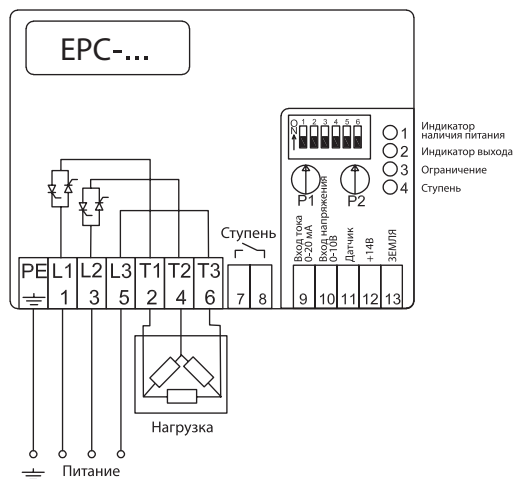 EPC-...
NO
1 2 3 4 5 6
P1
P2
1
2
3
4
Индикатор
наличия питания
Индикатор выхода
Ограничение
Ступень
Ступень
Вход тока
0-20 мА
Вход напряжения
0-10В
Датчик
+14В
ЗЕМЛЯ
PE L1 L2 L3 T1 T2 T3
1 3 5 2 4 6
7 8
9 10 11 12 13
Нагрузка
Питание